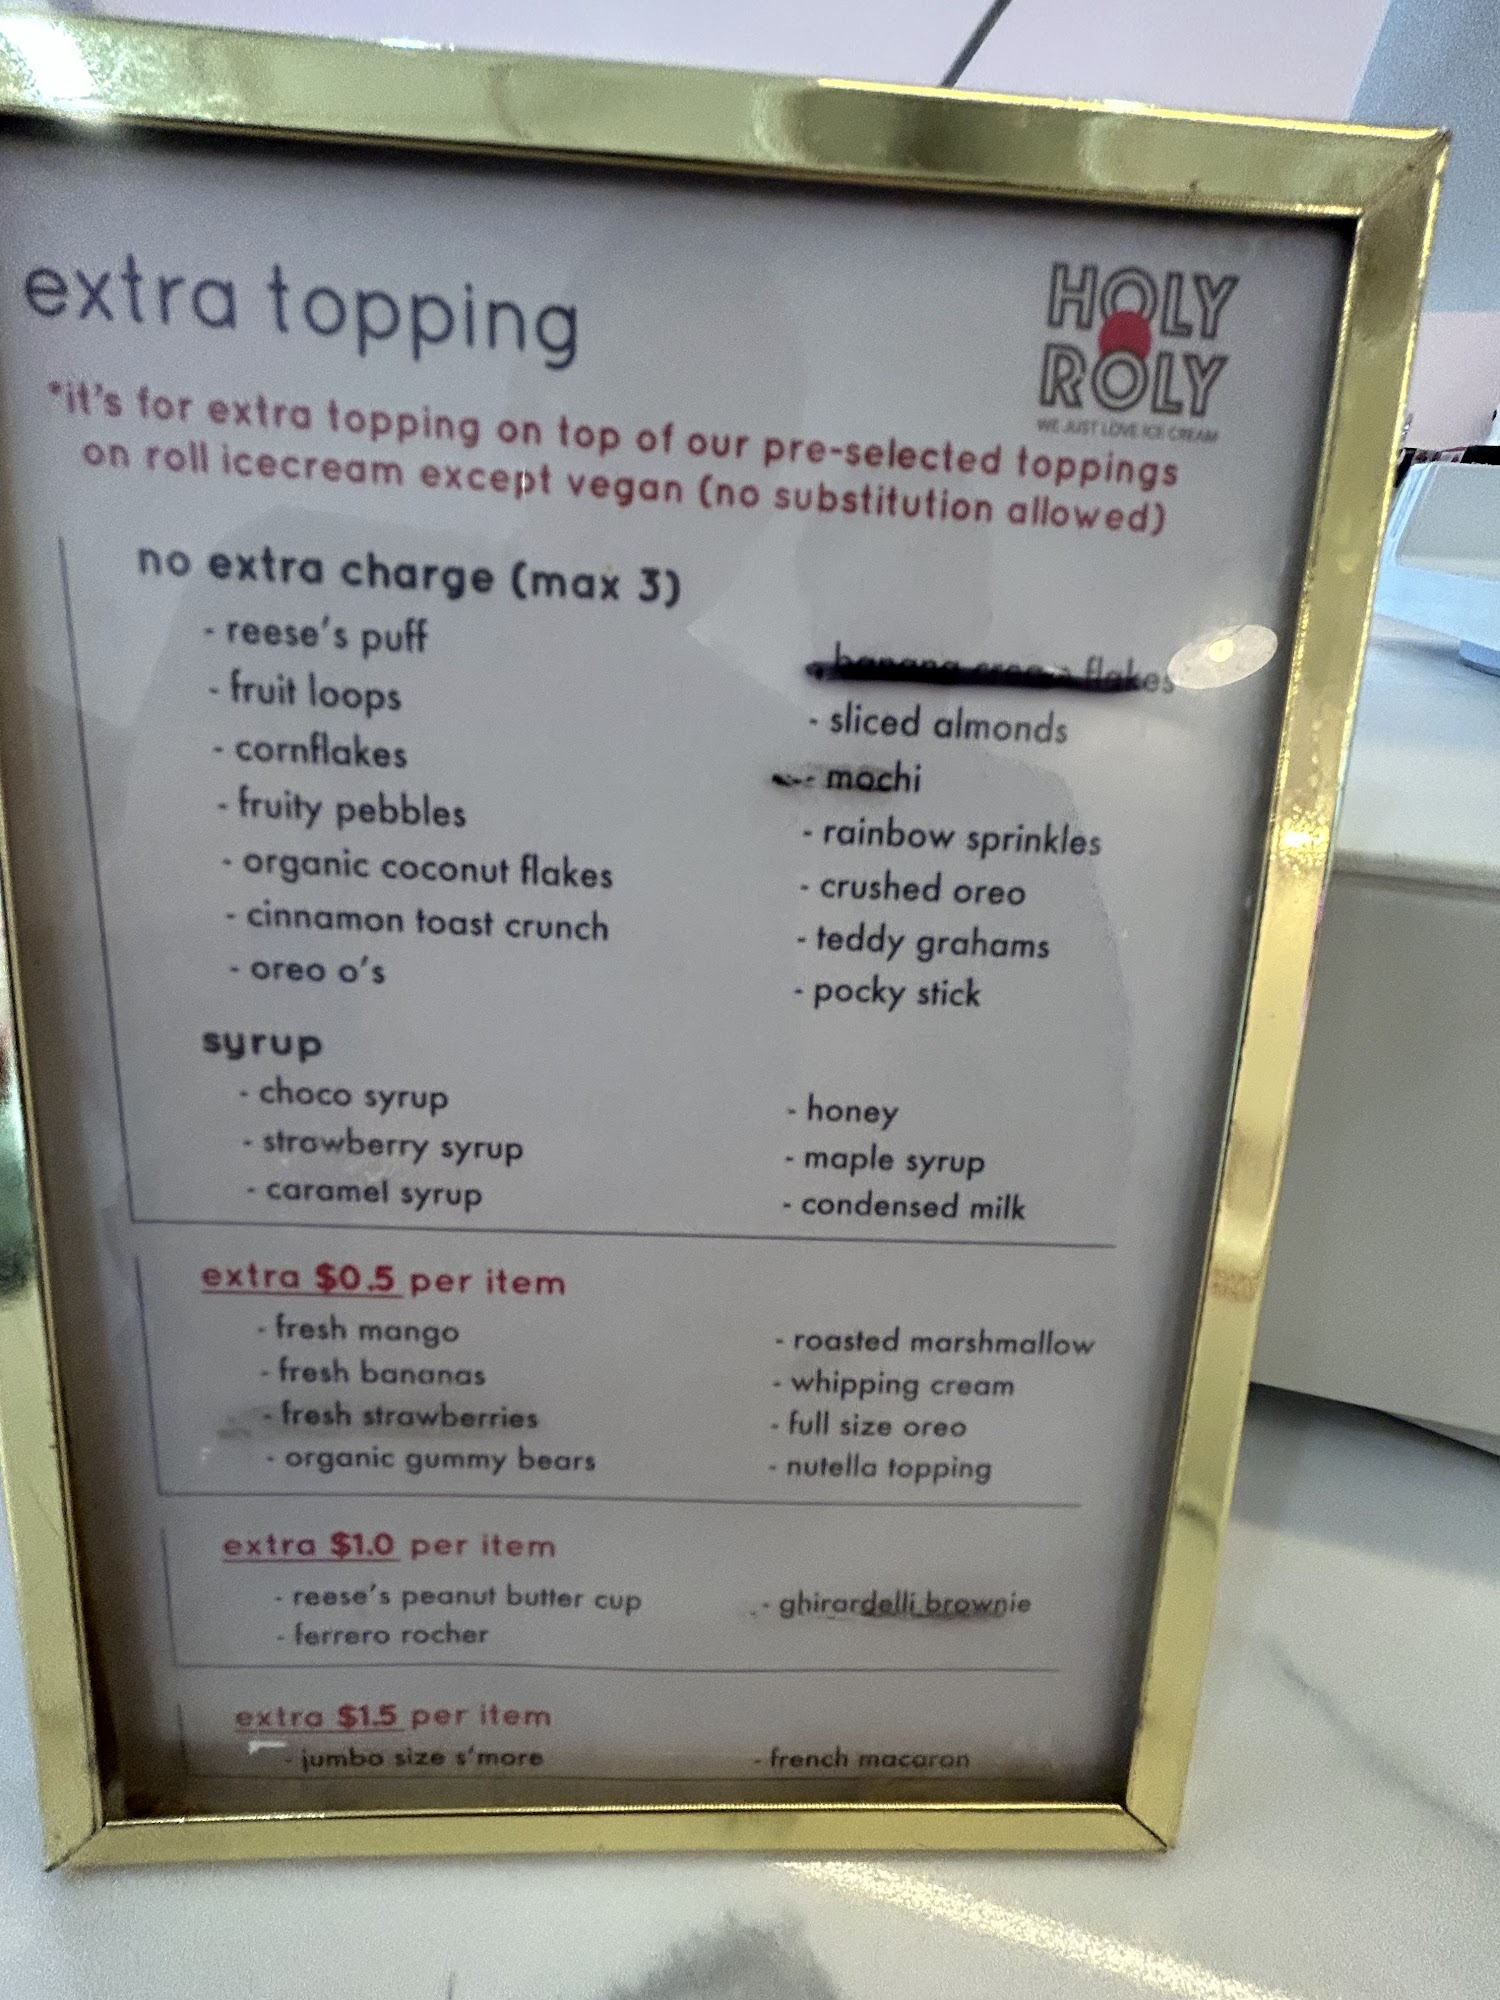 extra topping
HOLY
ROLY
WE JUST LOVE ICE CREAM
*it's for extra topping on top of our pre-selected toppings
on roll icecream except vegan (no substitution allowed)
no extra charge (max 3)
- reese's puff
- fruit loops
- cornflakes
- fruity pebbles
- organic coconut flakes
- cinnamon toast crunch
- oreo o's
banana cream flakes
- sliced almonds
- mochi
- rainbow sprinkles
- crushed oreo
- teddy grahams
- pocky stick
syrup
- choco syrup
- strawberry syrup
- caramel syrup
- honey
- maple syrup
- condensed milk
extra $0.5 per item
- fresh mango
- fresh bananas
- fresh strawberries
- organic gummy bears
- roasted marshmallow
- whipping cream
- full size oreo
- nutella topping
extra $1.0 per item
- reese's peanut butter cup
- ferrero rocher
- ghirardelli brownie
extra $1.5 per item
- jumbo size s'more
- french macaron